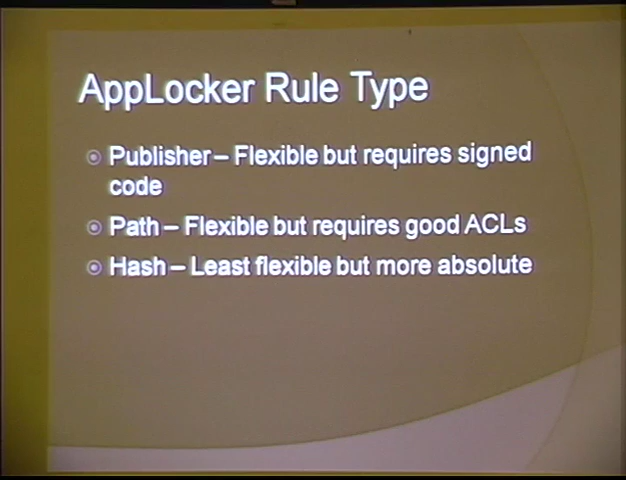 AppLocker Rule Type
Publisher – Flexible but requires signed
code
Path – Flexible but requires good ACLs
Hash – Least flexible but more absolute